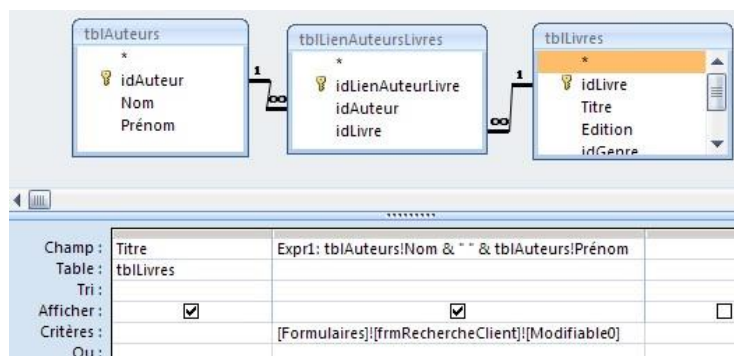 tblAuteurs
*
idAuteur
Nom
Prénom
1
∞
tblLienAuteursLivres
*
idLienAuteurLivre
idAuteur
idLivre
1
∞
tblLivres
*
idLivre
Titre
Edition
idGenre
Champ : Titre Expr1: tblAuteurs!Nom & " " & tblAuteurs!Prénom
Table : tblLivres
Tri :
Afficher :
Critères : [Formulaires]![frmRechercheClient]![Modifiable0]
Ou :